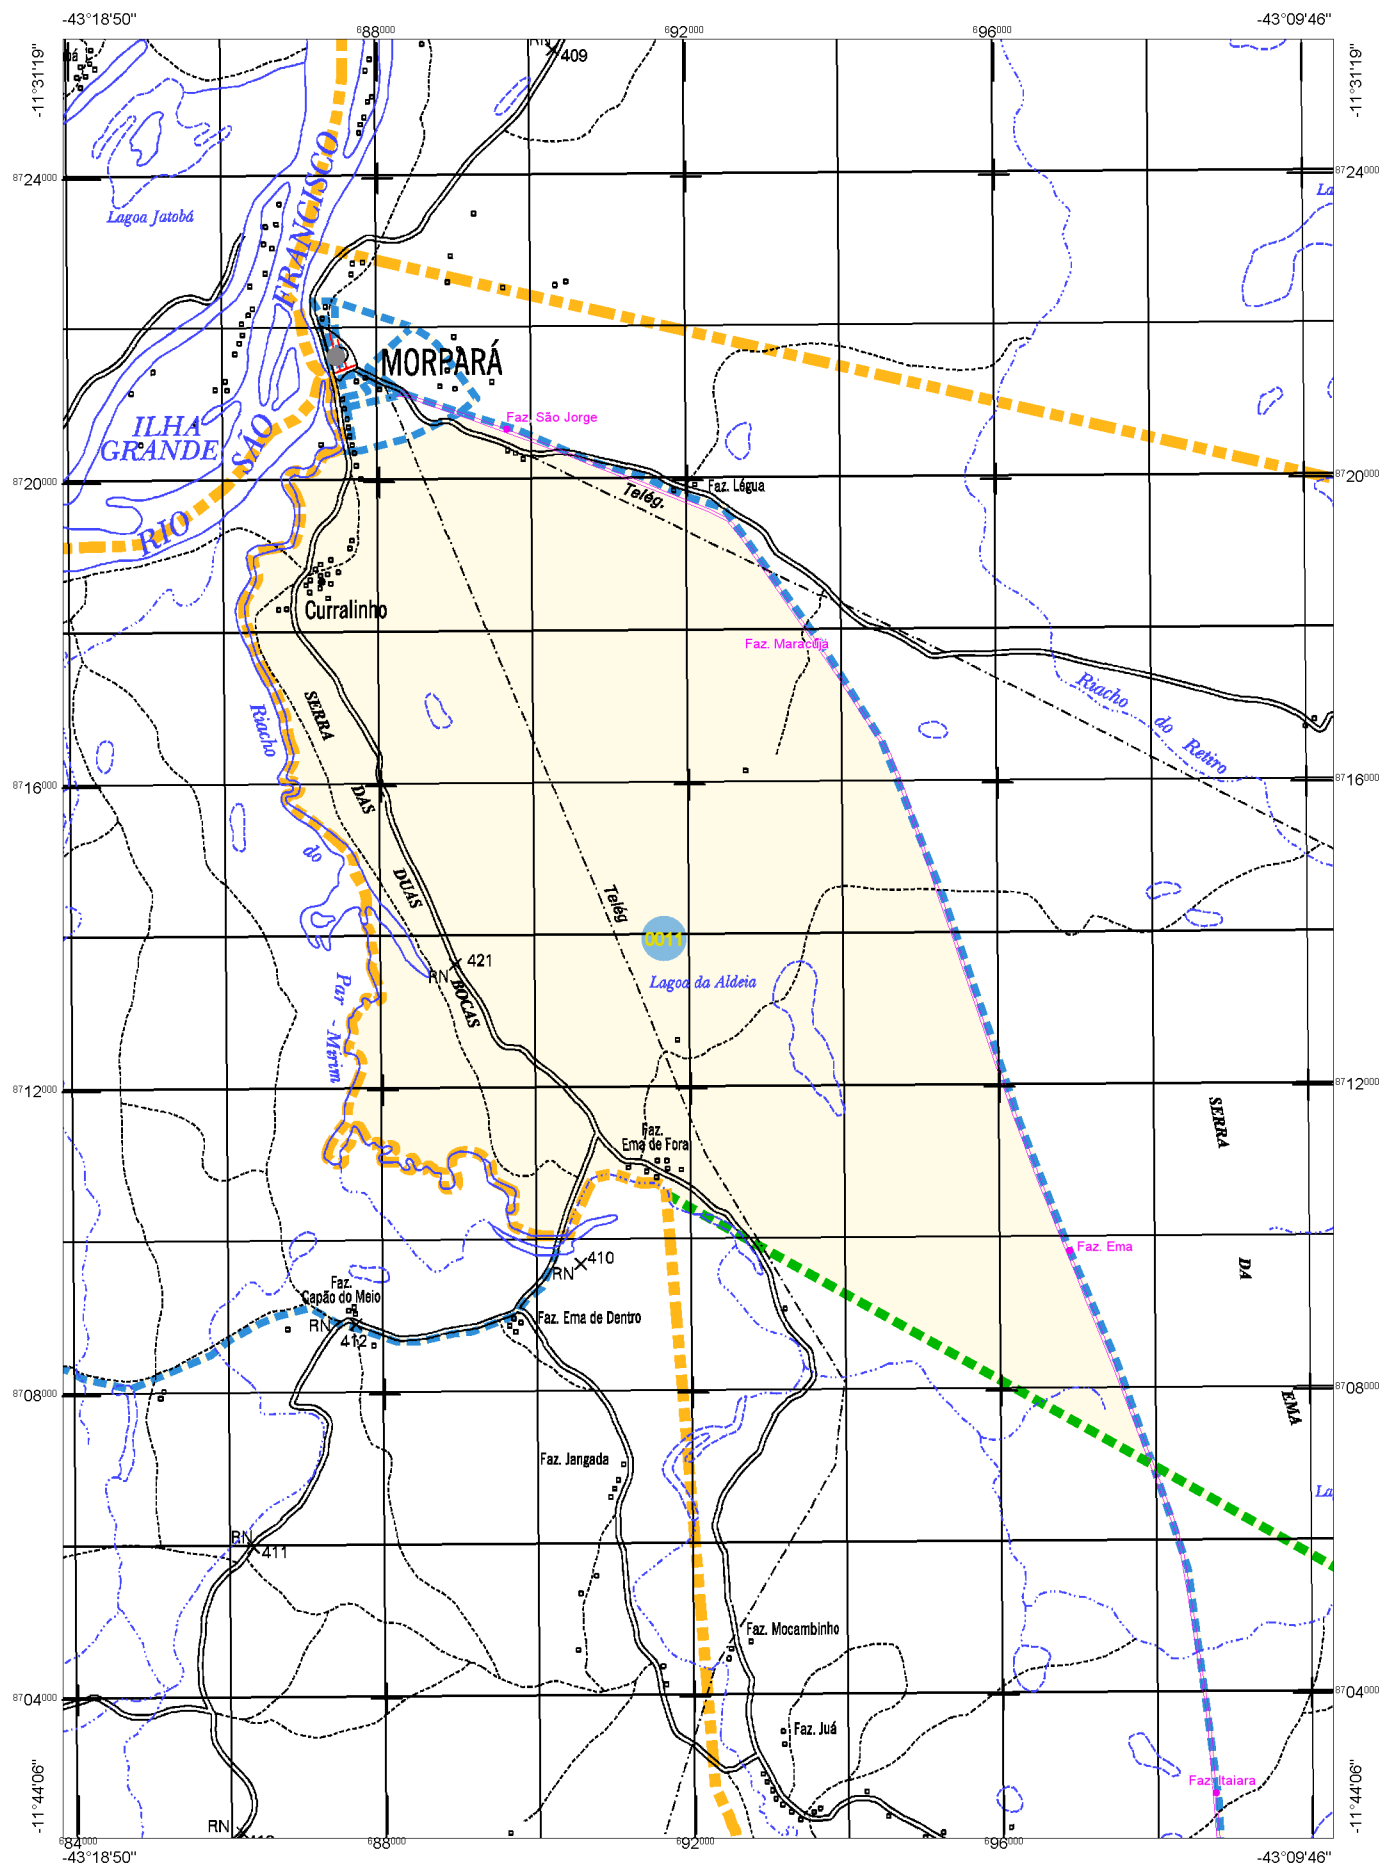 -43°18'50"
-43°09'46"
688000
692000
696000
-11°31'19"
-11°31'19"
RN
409
8724000
8724000
Lagoa Jatobá
FRANCISCO
SÃO
RIO
MORPARÁ
ILHA
GRANDE
Faz. São Jorge
8720000
8720000
Faz. Légua
Telég.
Curralinho
Faz. Maracujá
Riacho
do
Retiro
Riacho
do
Par - Mirim
SERRA
DAS
DUAS
BOCAS
8716000
8716000
Telég
0011
RN
421
Lagoa da Aldeia
8712000
8712000
SERRA
DA
EMA
Faz.
Ema de Fora
Faz. Ema
410
RN
Faz.
Capão do Meio
RN
412
Faz. Ema de Dentro
8708000
8708000
Faz. Jangada
RN
411
Faz. Mocambinho
8704000
8704000
Faz. Juá
Faz. Itaiara
RN
-11°44'06"
-11°44'06"
684000
688000
692000
696000
-43°18'50"
-43°09'46"